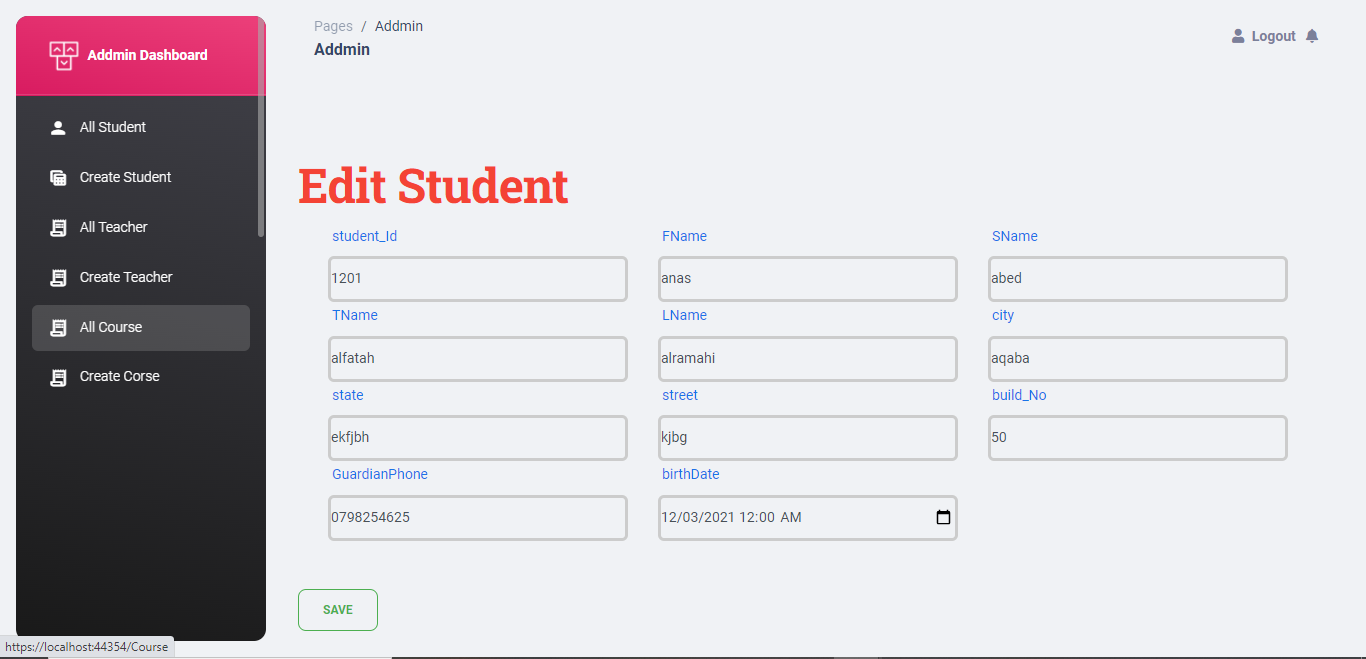 Addmin Dashboard
All Student
Create Student
All Teacher
Create Teacher
All Course
Create Corse
Pages / Addmin
Addmin
Logout
Edit Student
student_Id FName SName
1201 anas abed
TName LName city
alfatah alramahi aqaba
state street build_No
ekfjbh kjbg 50
GuardianPhone birthDate
0798254625 12/03/2021 12:00 AM
SAVE
https://localhost:44354/Course